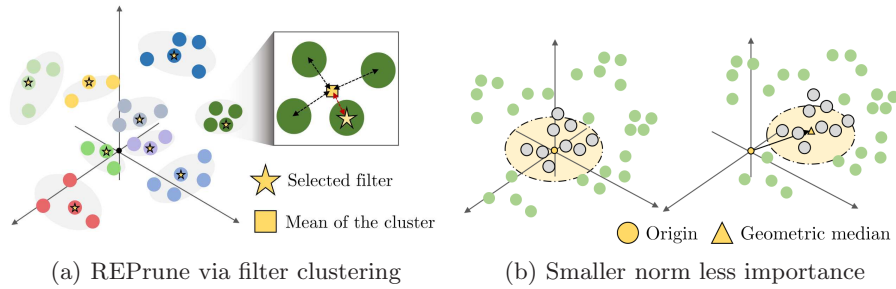 Selected filter
Mean of the cluster
Origin
Geometric median
(a) REPrune via filter clustering
(b) Smaller norm less importance